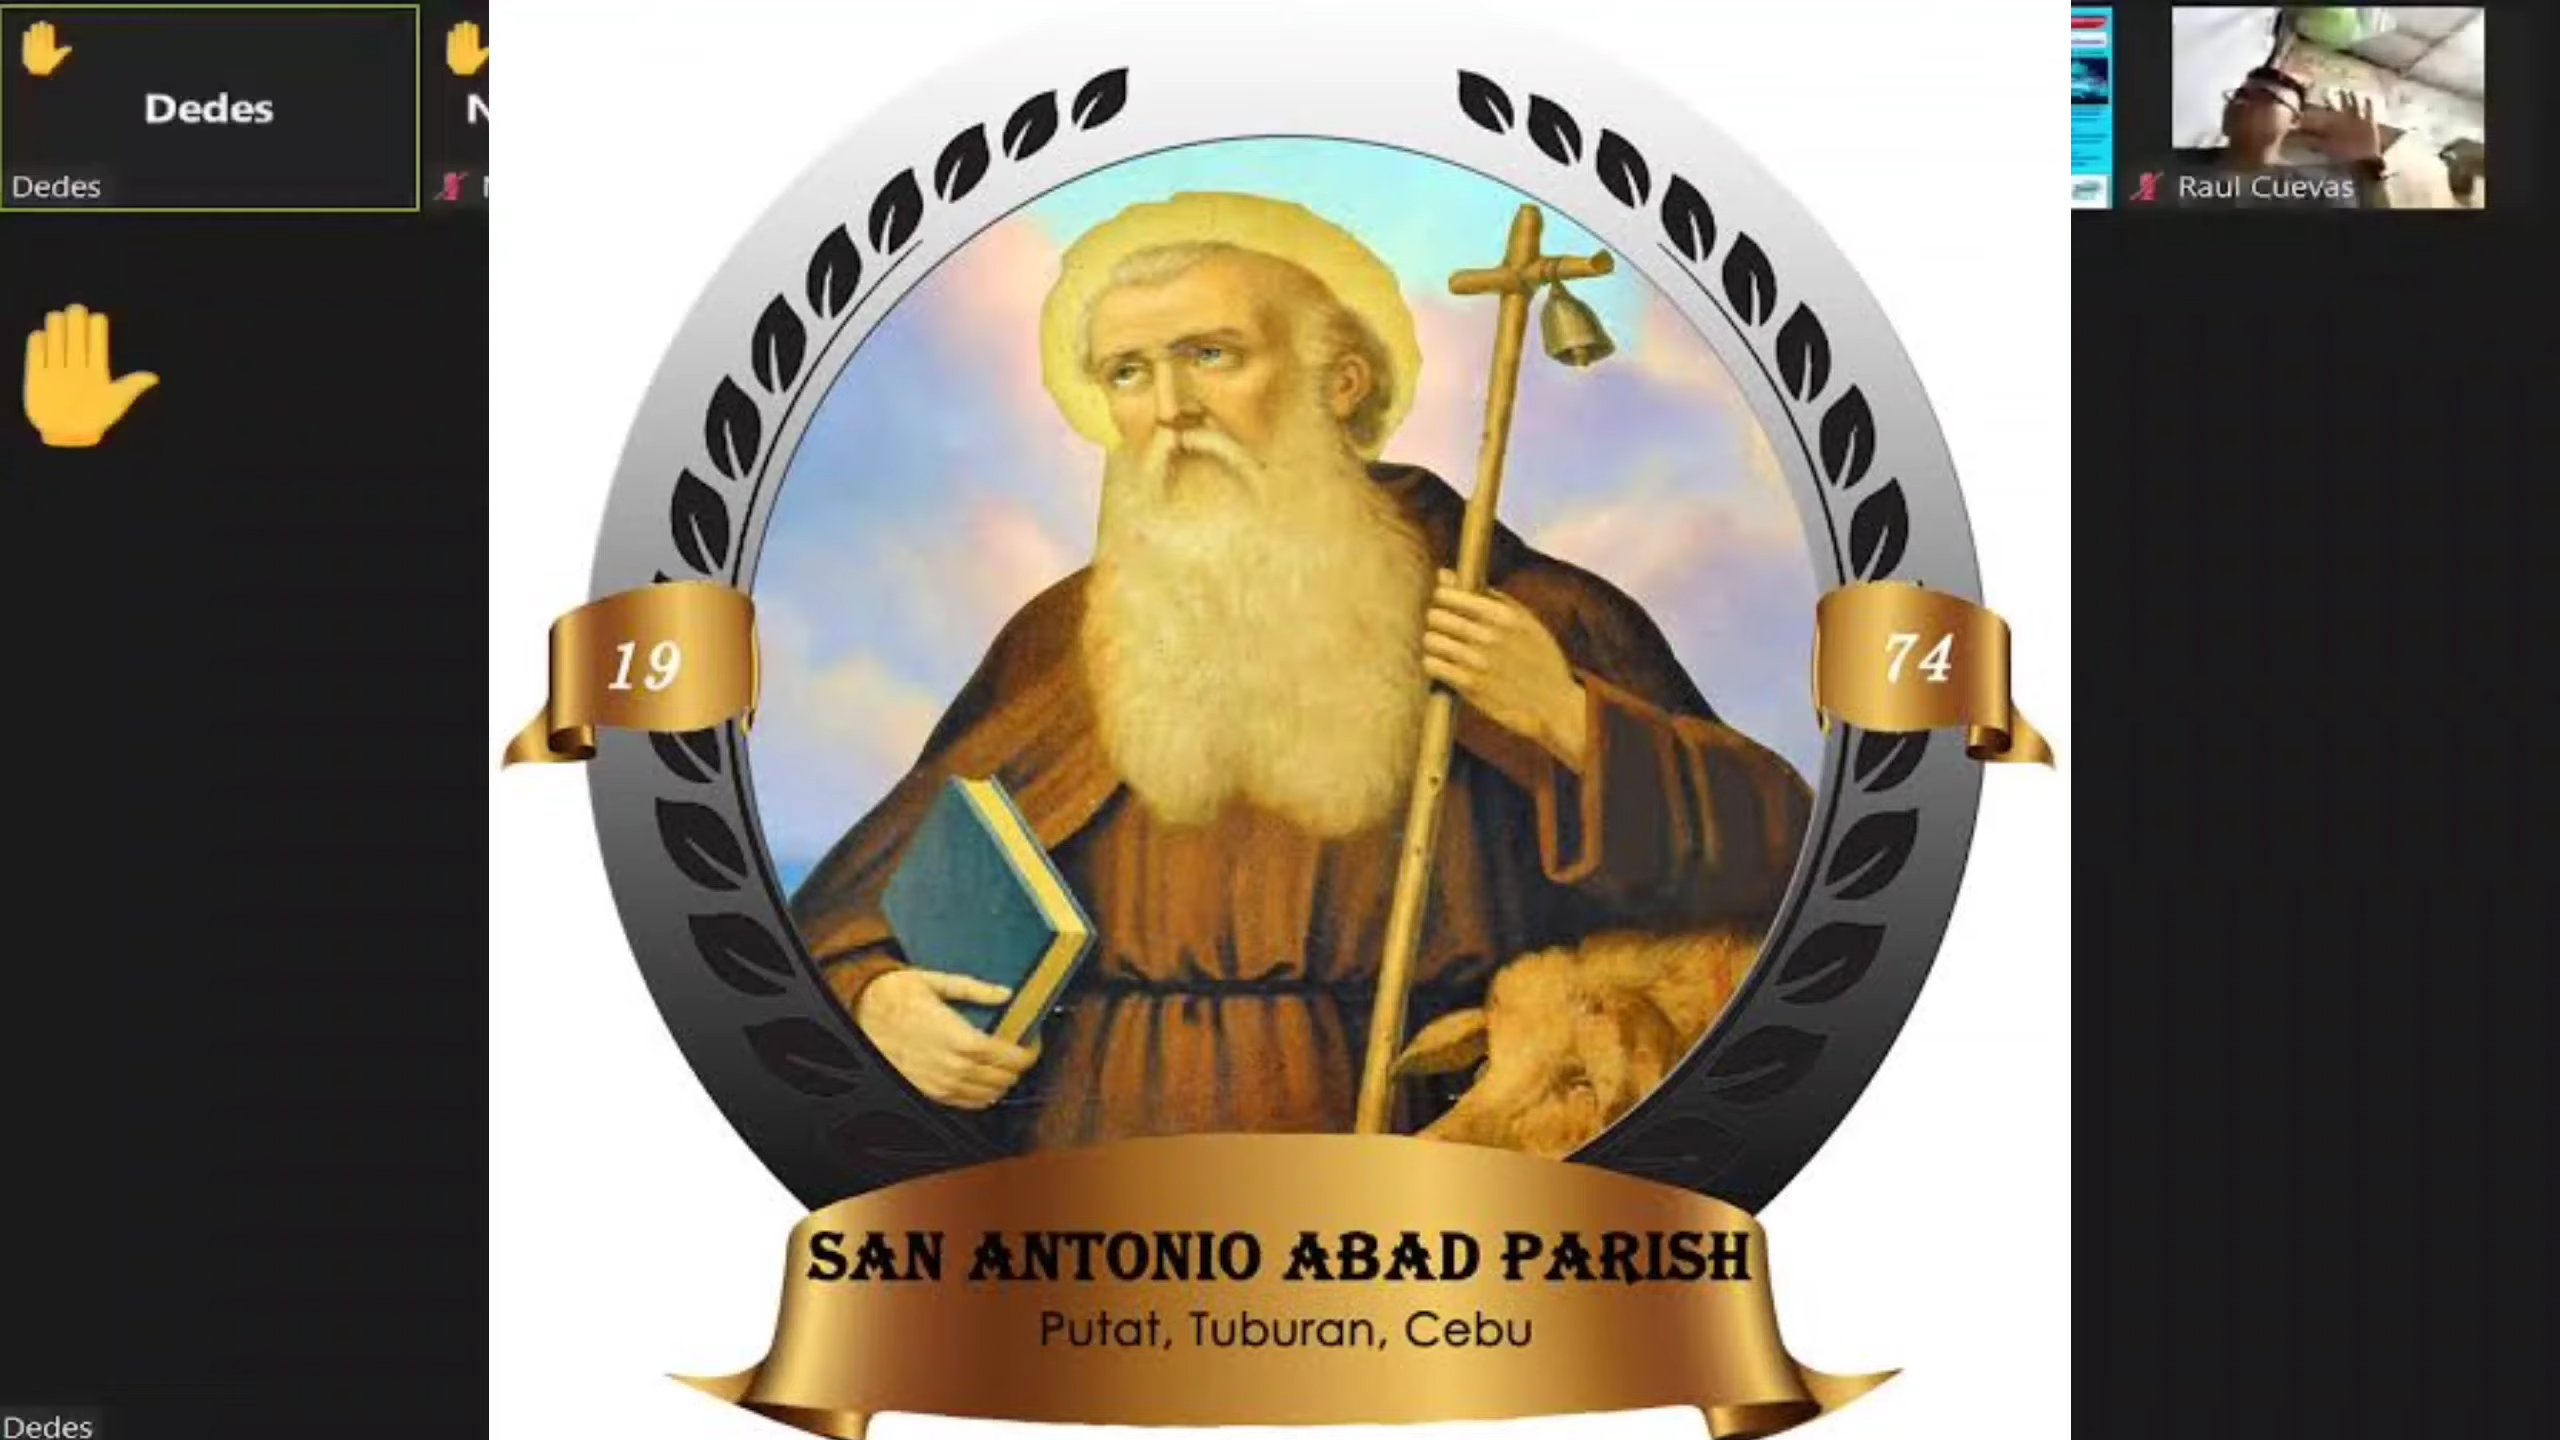 Dedes
Dedes
N
Raul Cuevas
19
74
SAN ANTONIO ABAD PARISH
Putat, Tuburan, Cebu
Dedes